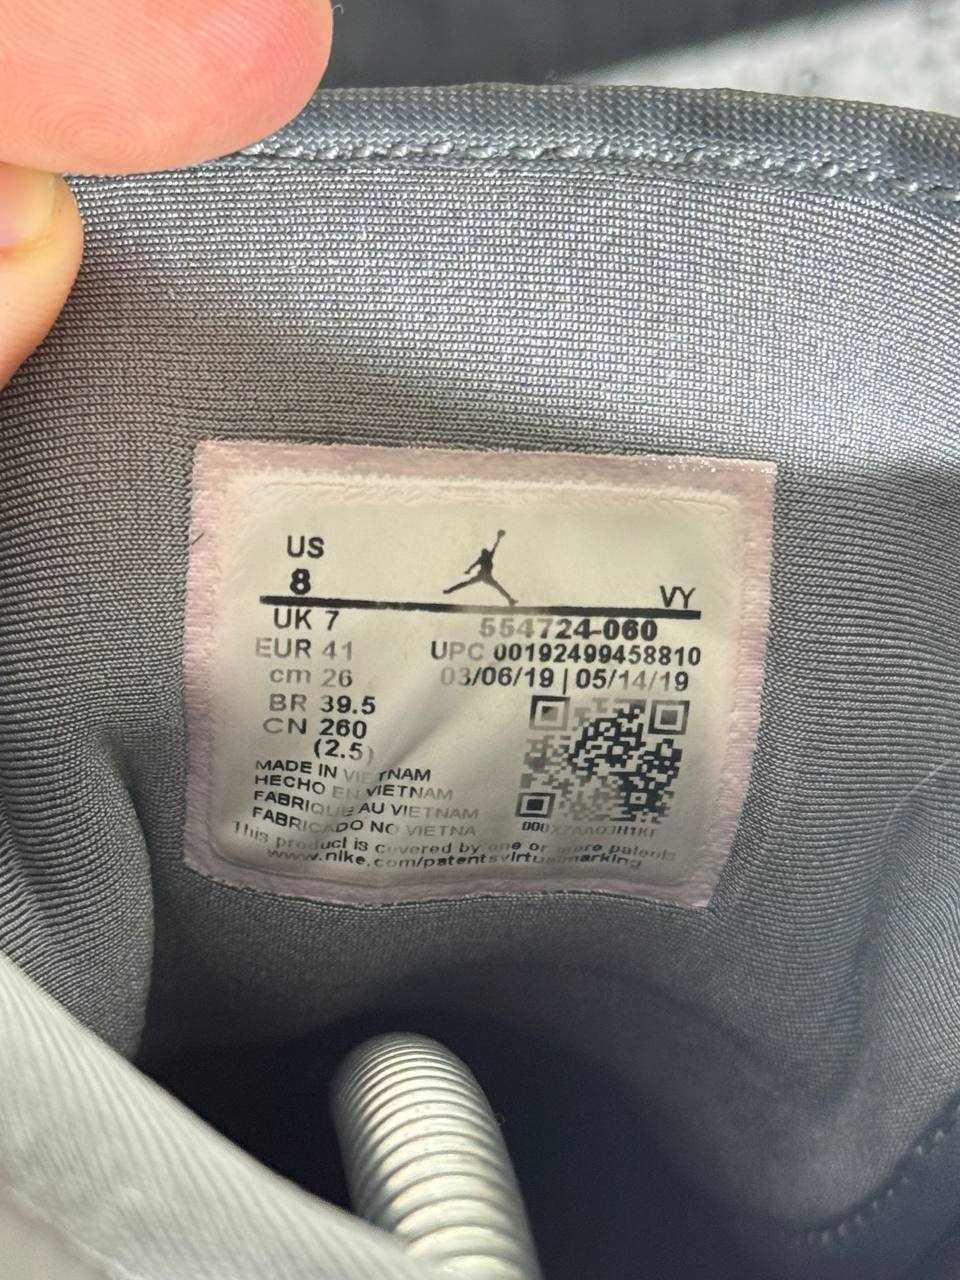 US
8
VY
UK 7
554724-060
EUR 41
UPC 00192499458810
cm 26
03/06/19 | 05/14/19
BR 39.5
CN 260
(2.5)
MADE IN VIETNAM
HECHO EN VIETNAM
FABRIQUE AU VIETNAM
FABRICADO NO VIETNA
This product is covered by one or more patents
www.nike.com/patentsvirtualmarking